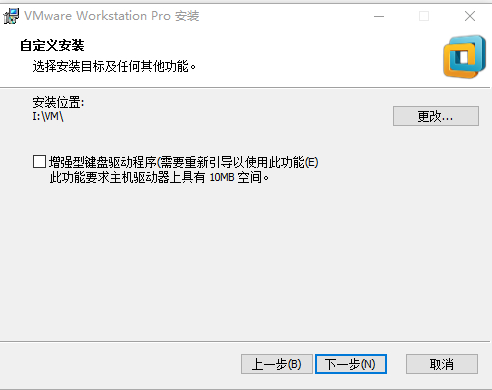 VMware Workstation Pro 安装
自定义安装
选择安装目标及任何其他功能。
安装位置:
I:\VM\
更改...
增强型键盘驱动程序(需要重新引导以使用此功能(E)
此功能要求主机驱动器上具有 10MB 空间。
上一步(B)
下一步(N)
取消